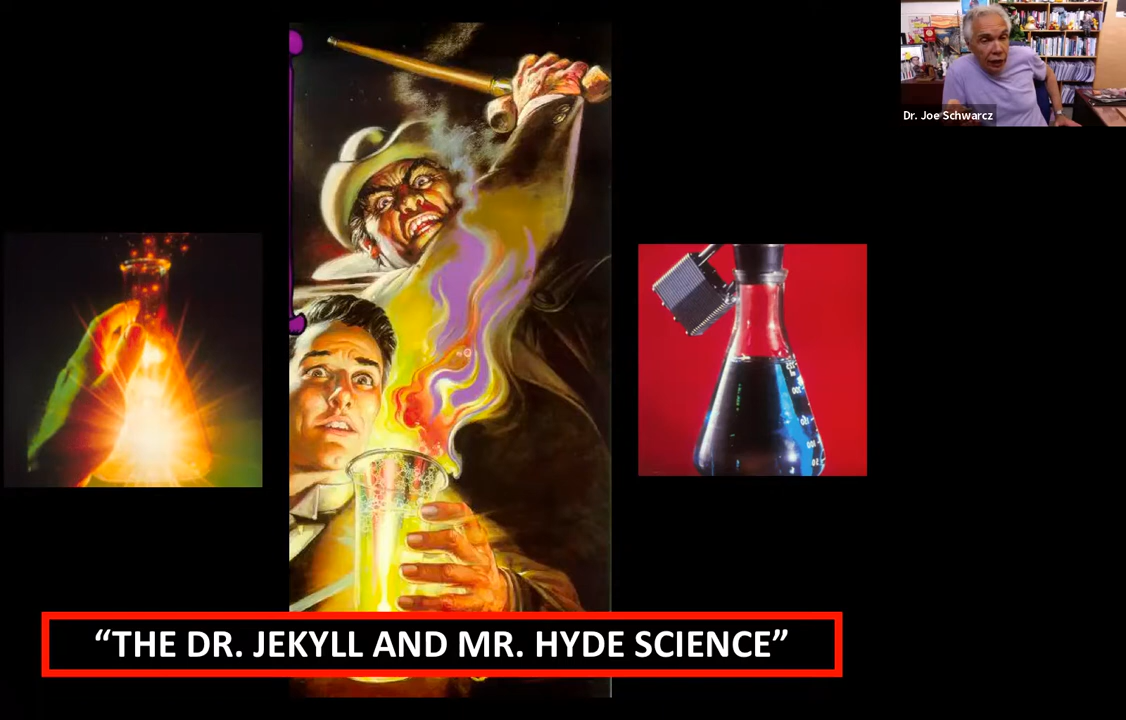 Dr. Joe Schwarcz
“THE DR. JEKYLL AND MR. HYDE SCIENCE”